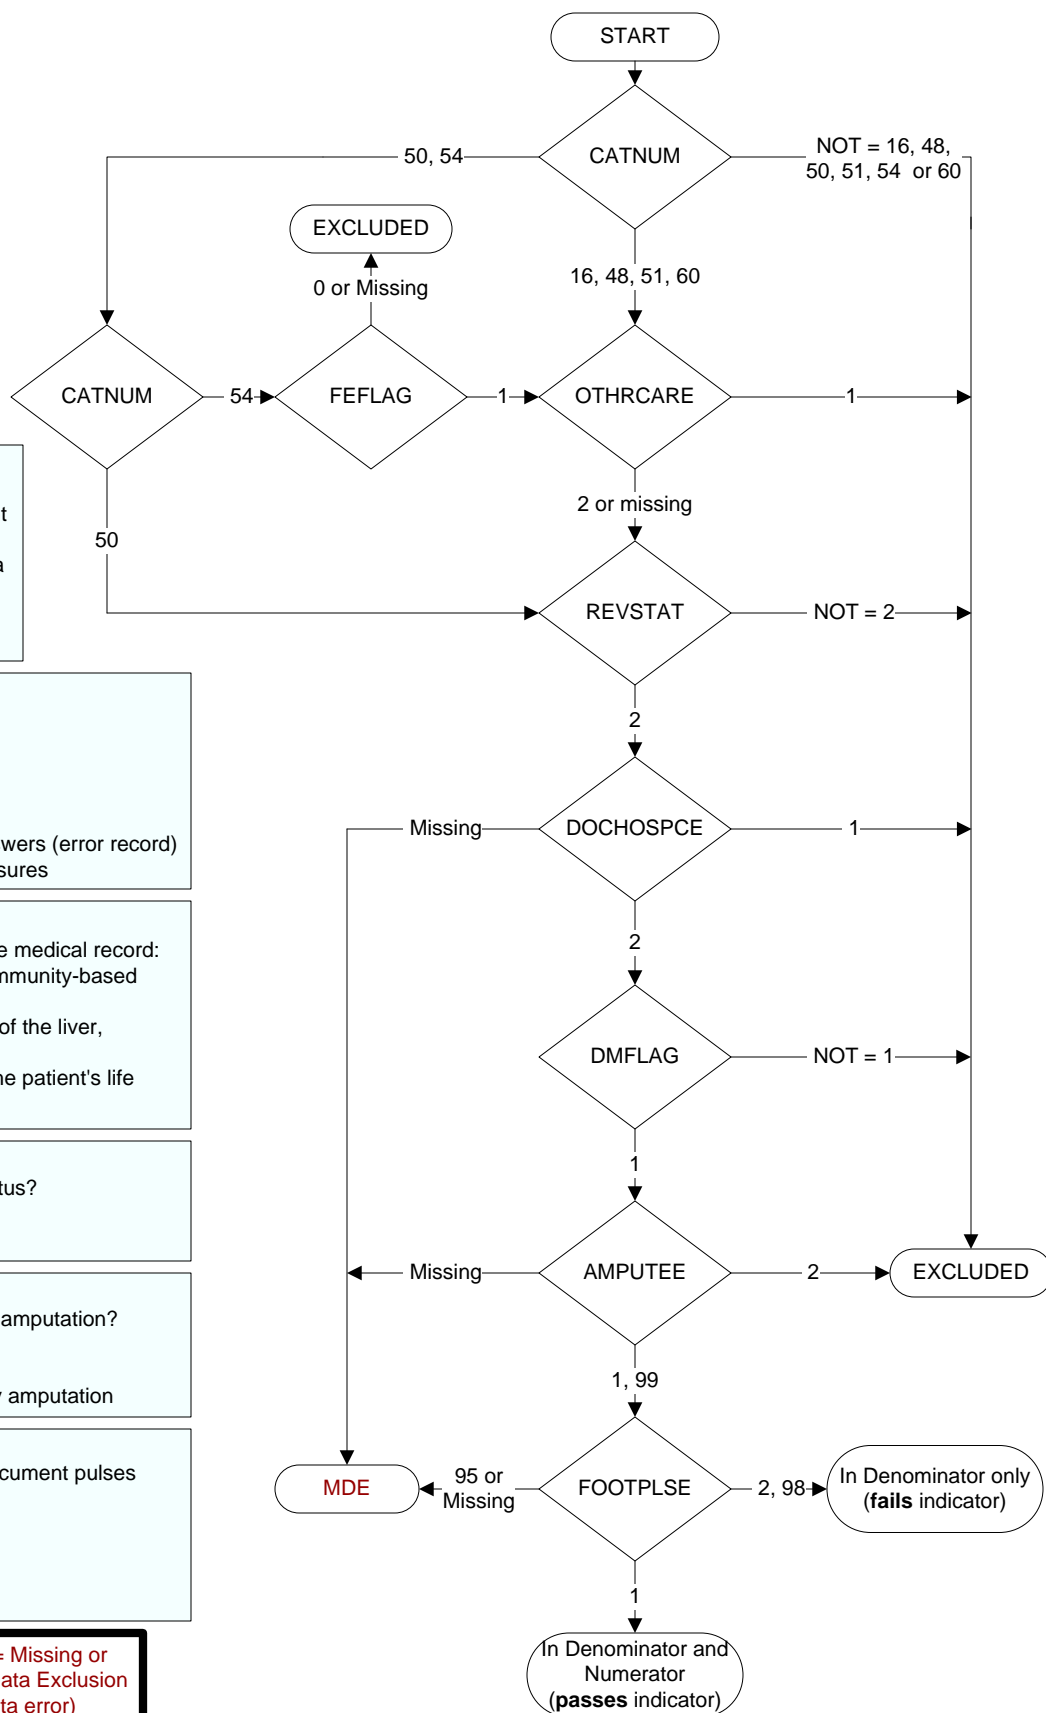 START
CATNUM
50, 54
NOT = 16, 48,
50, 51, 54 or 60
EXCLUDED
0 or Missing
16, 48, 51, 60
CATNUM
54
FEFLAG
1
OTHRCARE
1
2 or missing
50
REVSTAT
NOT = 2
2
Missing
DOCHOSPCE
1
2
DMFLAG
NOT = 1
1
Missing
AMPUTEE
2
EXCLUDED
1, 99
MDE
95 or
Missing
FOOTPLSE
2, 98
In Denominator only
(fails indicator)
1
In Denominator and
Numerator
(passes indicator)
t
a
wers (error record)
sures
e medical record:
mmunity-based
of the liver,
he patient's life
tus?
amputation?
y amputation
cument pulses
= Missing or
ata Exclusion
ta error)